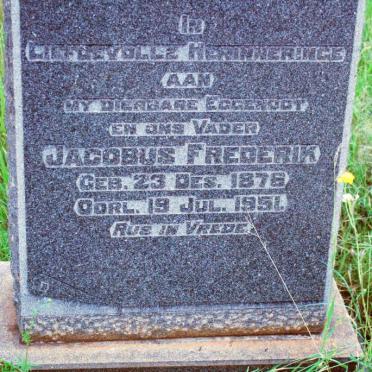 In
Liefdevolle Herinneringe
aan
my dierbare Eggenoot,
en ons Vader
Jacobus Frederik
Geb. 23 Des. 1878
Oorl. 19 Jul. 1951.
Rus in Vrede.